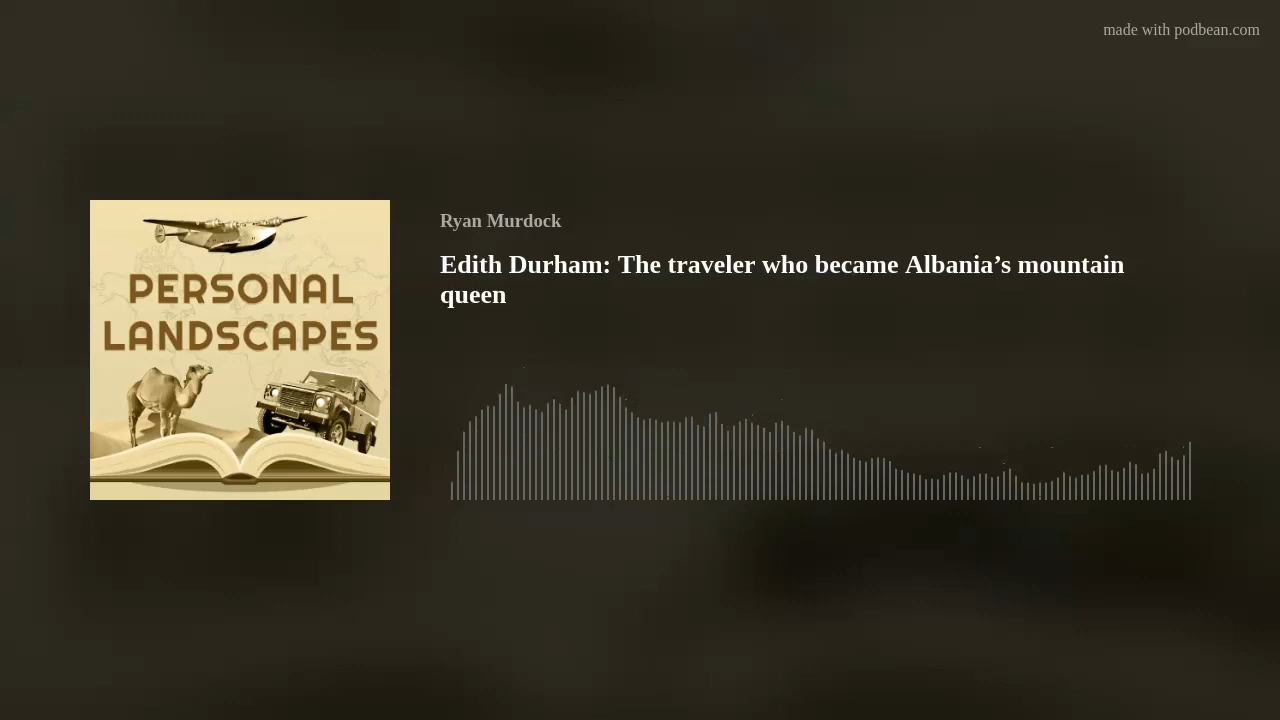 made with podbean.com
PERSONAL
LANDSCAPES
Ryan Murdock
Edith Durham: The traveler who became Albania’s mountain
queen